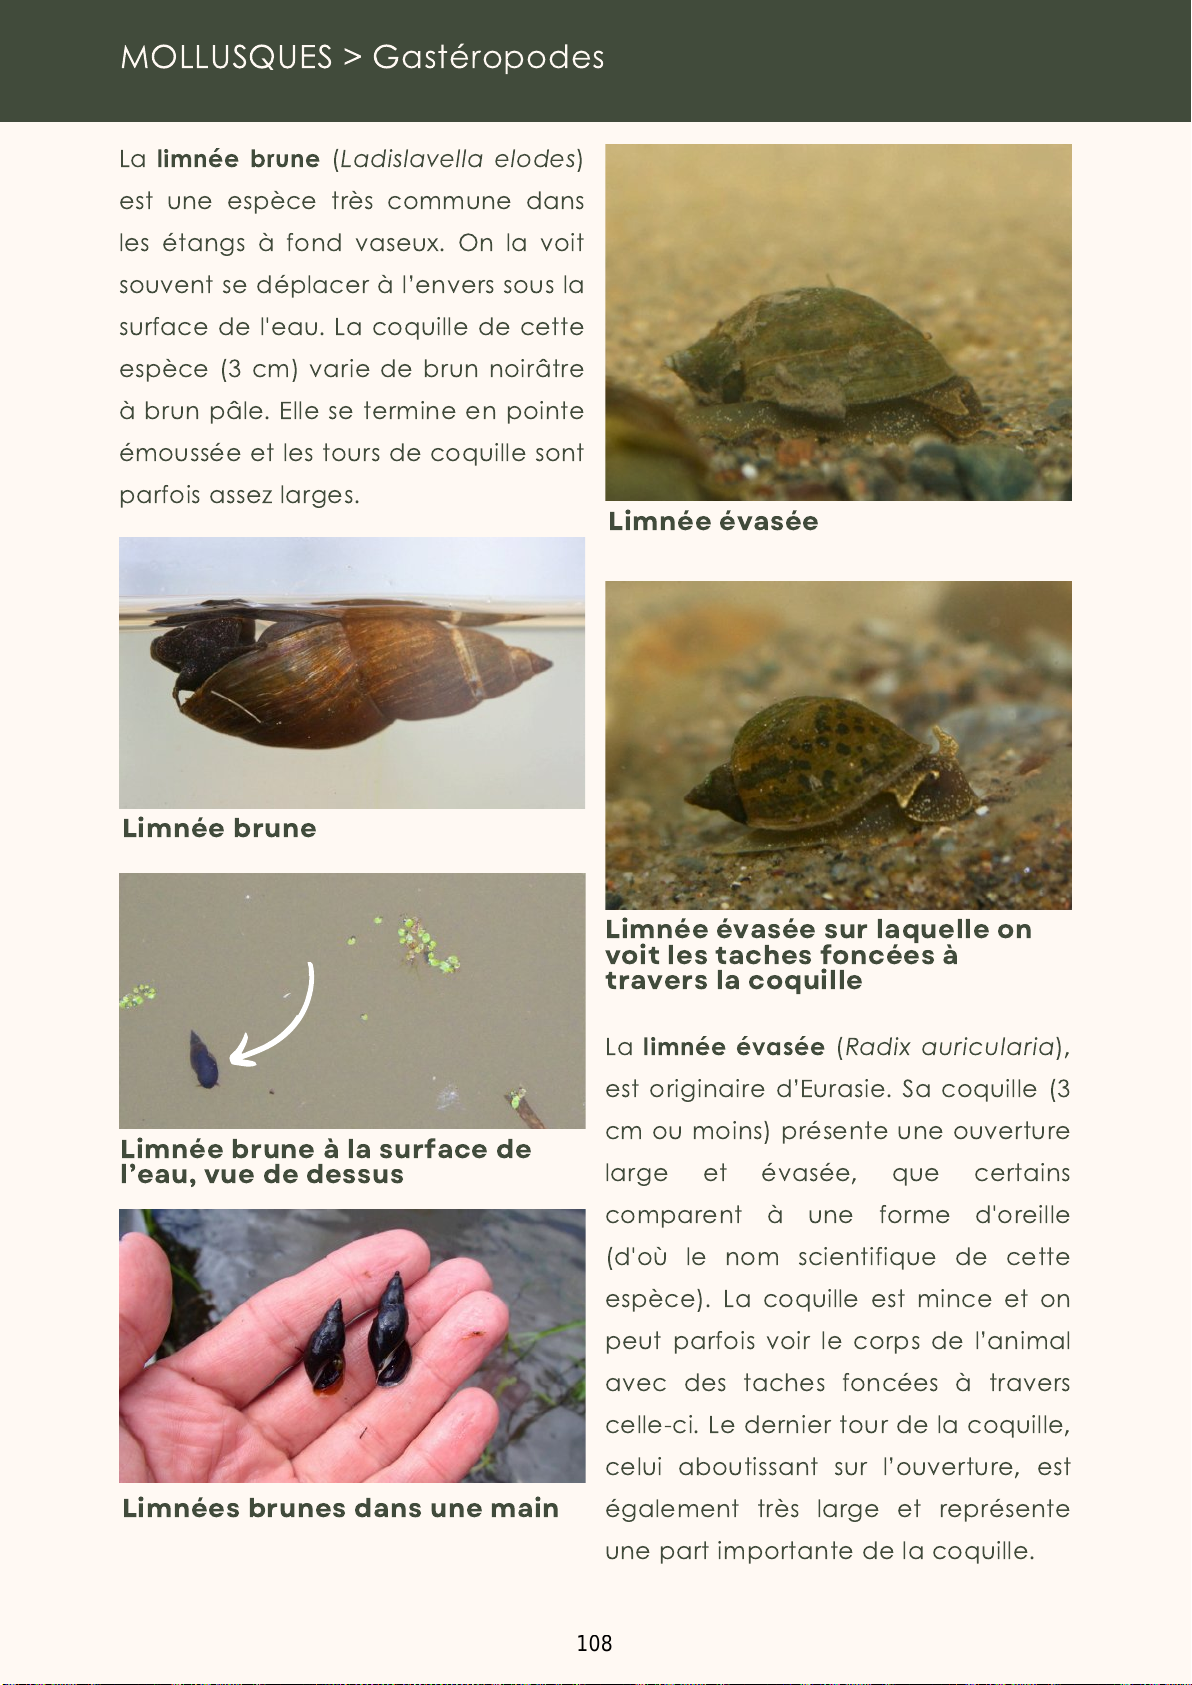 MOLLUSQUES > Gastéropodes
La limnée brune (Ladislavella elodes)
est une espèce très commune dans
les étangs à fond vaseux. On la voit
souvent se déplacer à l’envers sous la
surface de l'eau. La coquille de cette
espèce (3 cm) varie de brun noirâtre
à brun pâle. Elle se termine en pointe
émoussée et les tours de coquille sont
parfois assez larges.
Limnée brune
Limnée brune à la surface de
l’eau, vue de dessus
Limnées brunes dans une main
Limnée évasée
Limnée évasée sur laquelle on
voit les taches foncées à
travers la coquille
La limnée évasée (Radix auricularia),
est originaire d’Eurasie. Sa coquille (3
cm ou moins) présente une ouverture
large et évasée, que certains
comparent à une forme d'oreille
(d'où le nom scientifique de cette
espèce). La coquille est mince et on
peut parfois voir le corps de l’animal
avec des taches foncées à travers
celle-ci. Le dernier tour de la coquille,
celui aboutissant sur l’ouverture, est
également très large et représente
une part importante de la coquille.
108